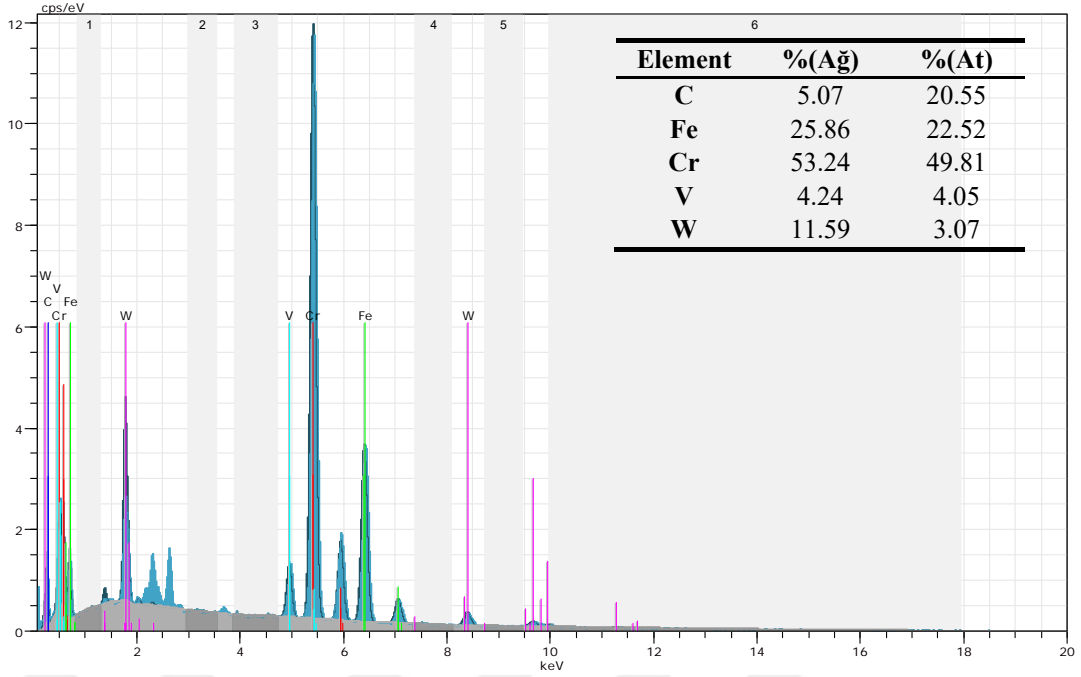 cps/eV
1 2 3 4 5 6
12
10
8
6
4
2
0
Element %(Ağ) %(At)
C 5.07 20.55
Fe 25.86 22.52
Cr 53.24 49.81
V 4.24 4.05
W 11.59 3.07
W
V
C Fe
Cr W V Cr Fe W
2 4 6 8 10 12 14 16 18 20
keV